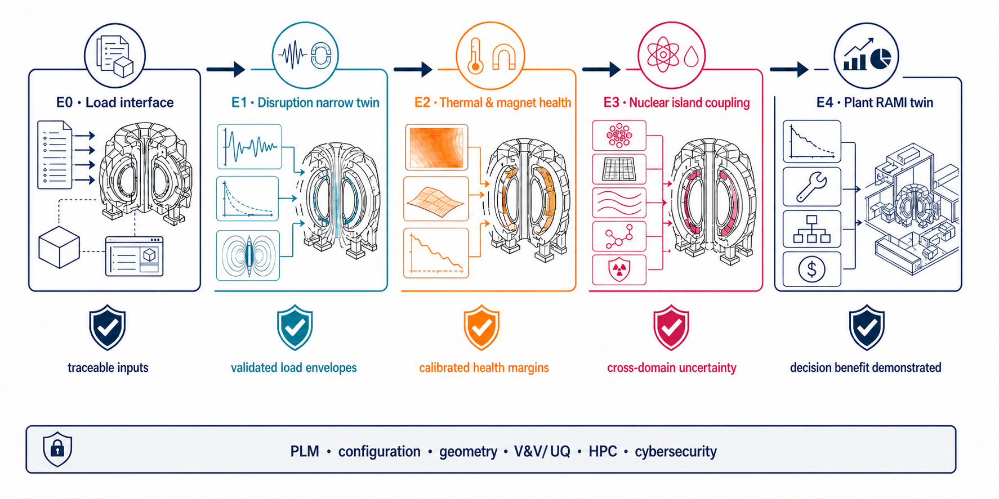 E0 · Load interface
E1 · Disruption narrow twin
E2 · Thermal & magnet health
E3 · Nuclear island coupling
E4 · Plant RAMI twin
$
traceable inputs
validated load envelopes
calibrated health margins
cross-domain uncertainty
decision benefit demonstrated
PLM • configuration • geometry • V&V/ UQ • HPC • cybersecurity